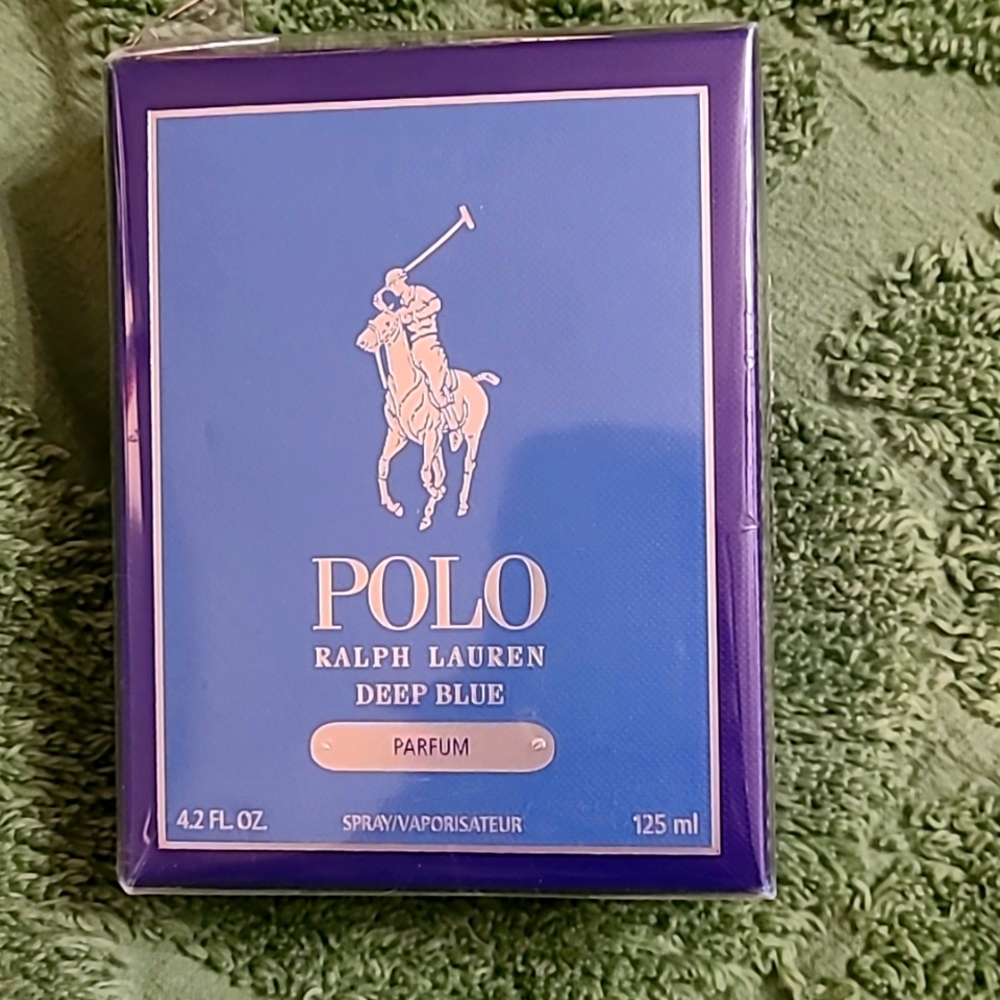 POLO
RALPH LAUREN
DEEP BLUE
PARFUM
4.2 FL. OZ. SPRAY/VAPORISATEUR 125 ml